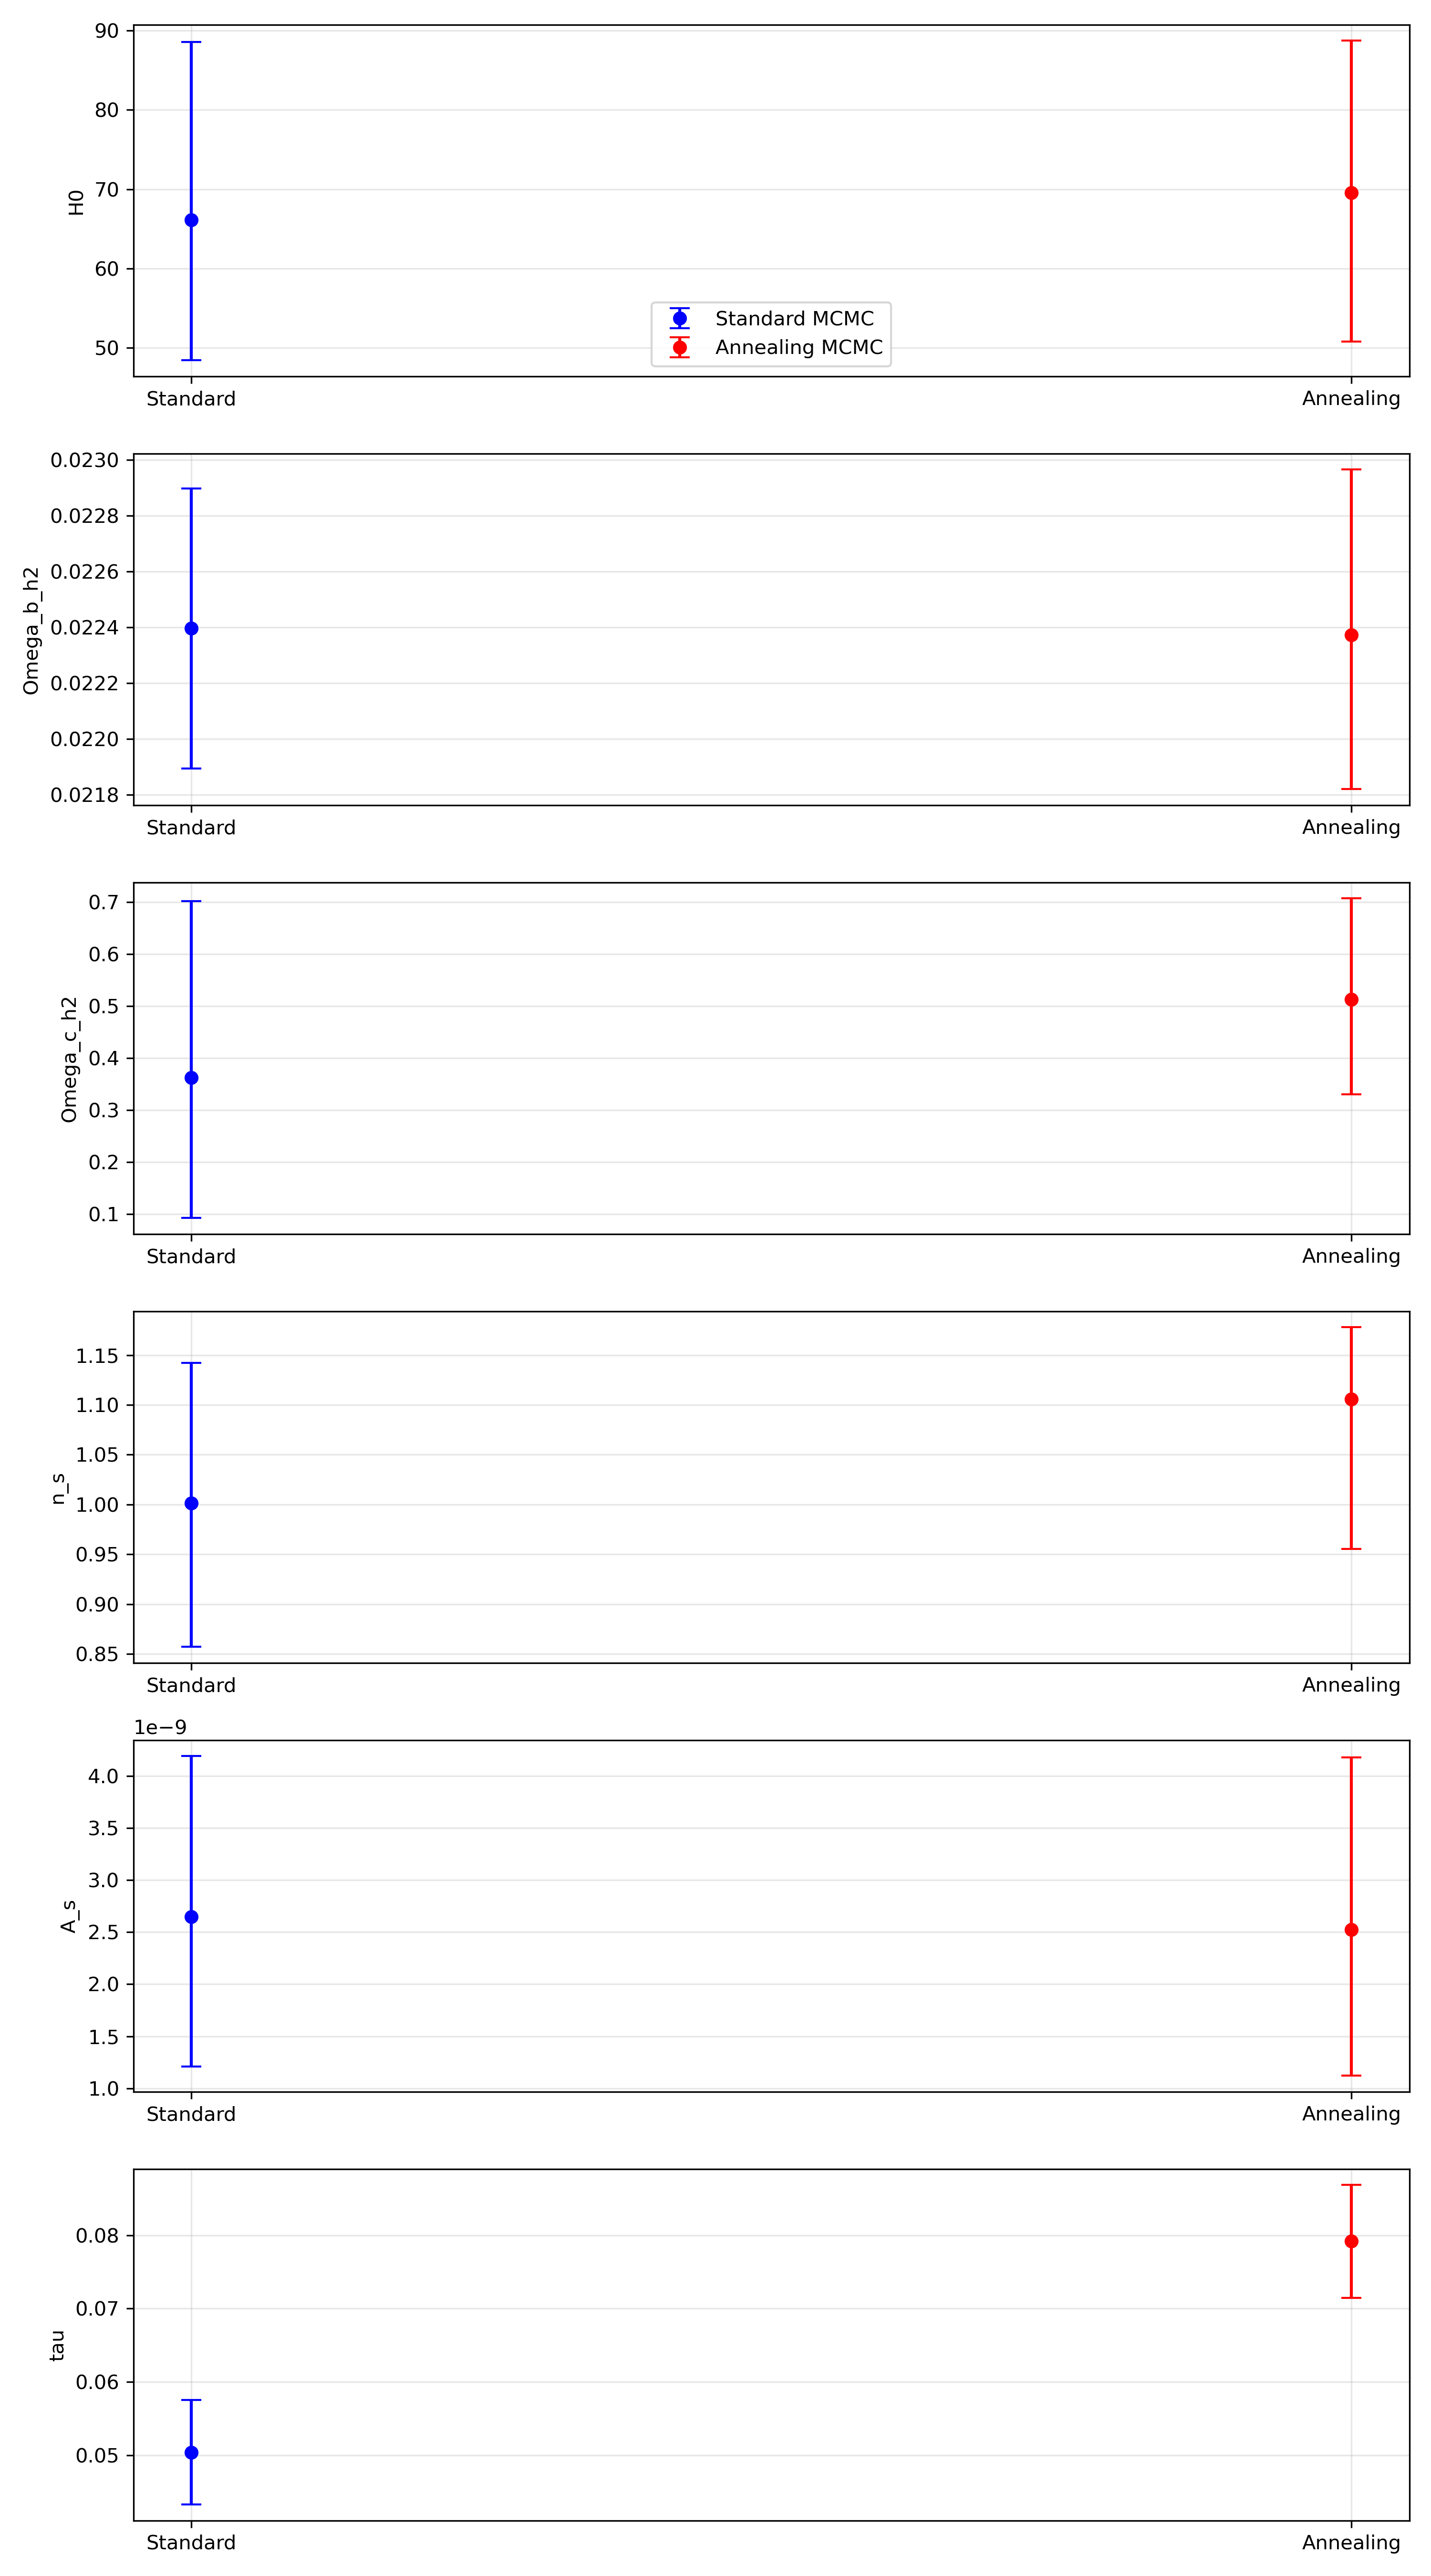 90
80
70
60
50
H0
Standard MCMC
Annealing MCMC
Standard Annealing
0.0230
0.0228
0.0226
0.0224
0.0222
0.0220
0.0218
Omega_b_h2
Standard Annealing
0.7
0.6
0.5
0.4
0.3
0.2
0.1
Omega_c_h2
Standard Annealing
1.15
1.10
1.05
1.00
0.95
0.90
0.85
n_s
Standard Annealing
1e−9
4.0
3.5
3.0
2.5
2.0
1.5
1.0
A_s
Standard Annealing
0.08
0.07
0.06
0.05
tau
Standard Annealing